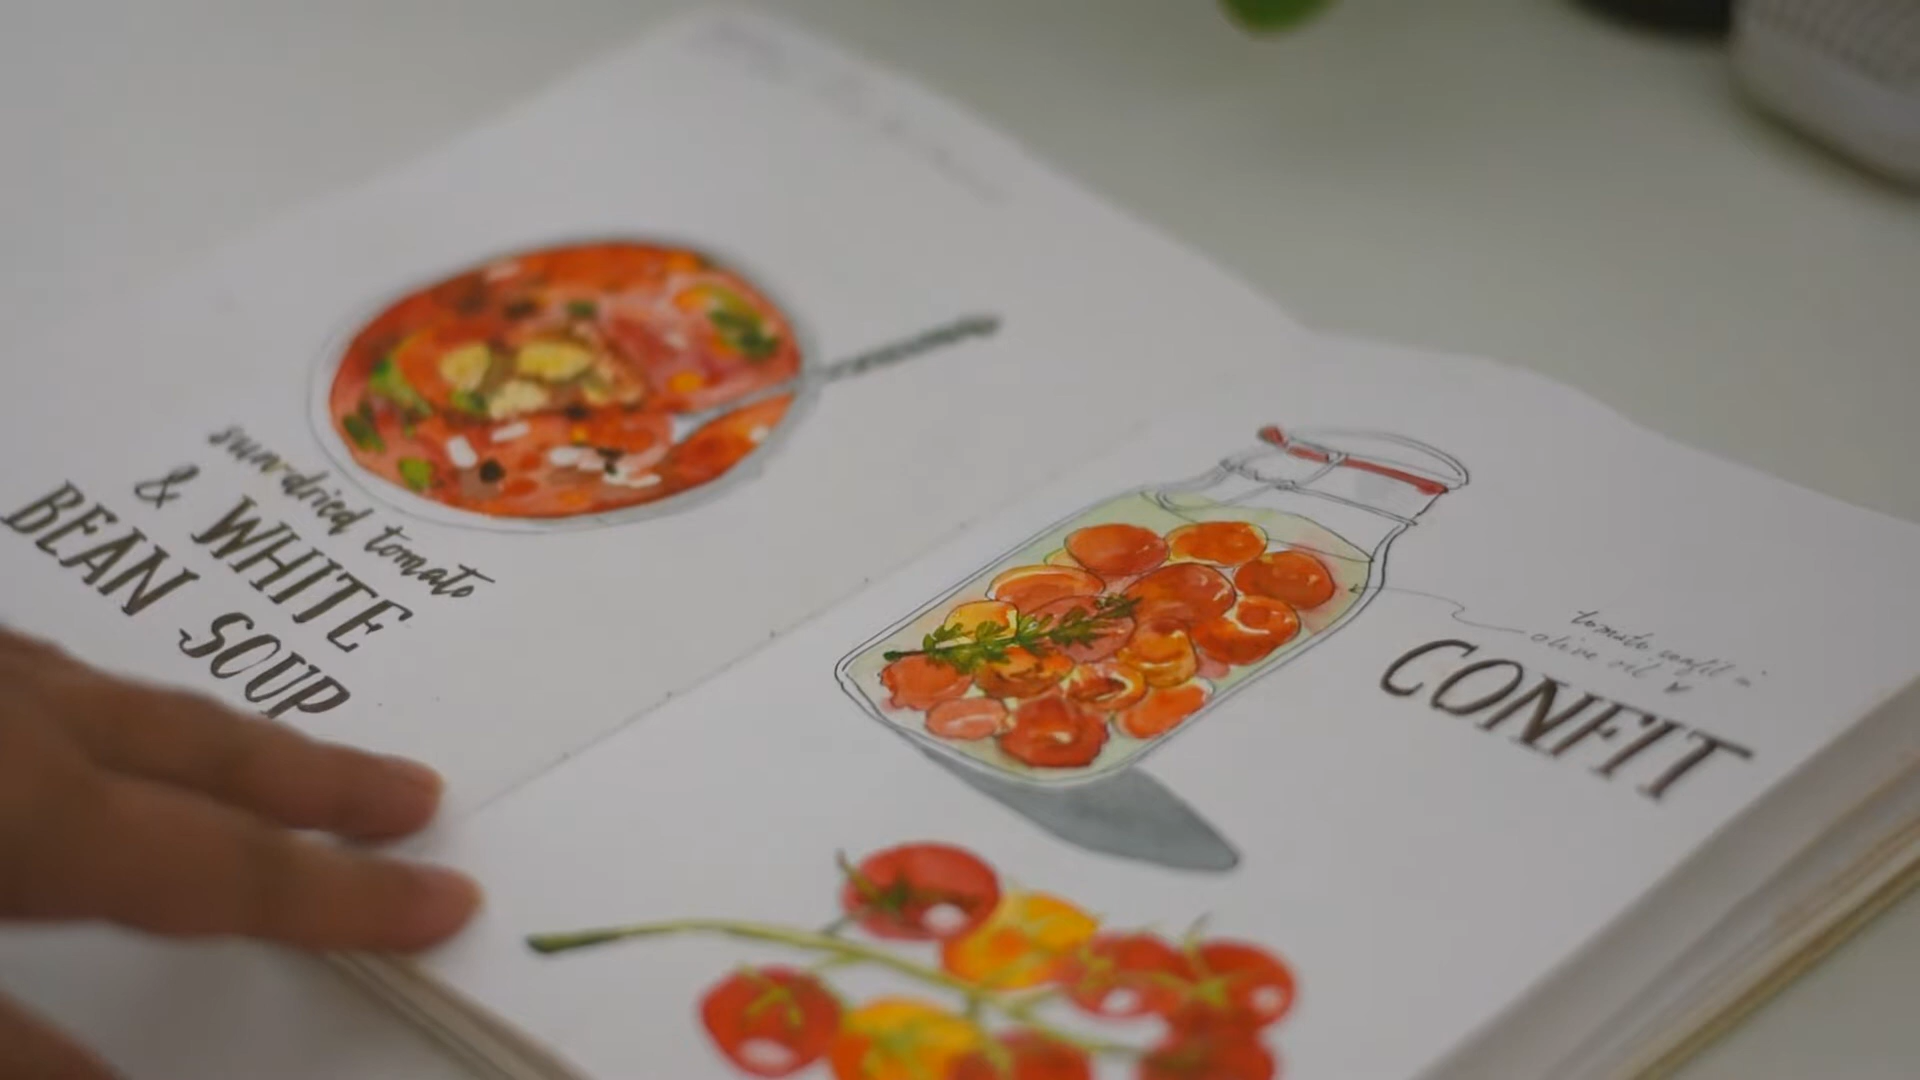 sun-dried tomato
& WHITE
BEAN SOUP
tomato confit =
olive oil
CONFIT